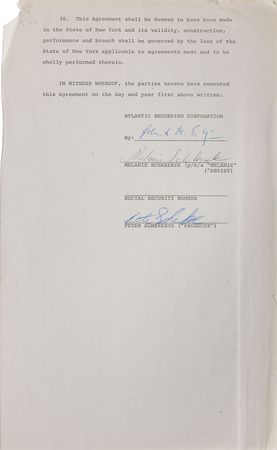 30. This Agreement shall be deemed to have been made
in the State of New York and its validity, construction,
performance and breach shall be governed by the laws of the
State of New York applicable to agreements made and to be
wholly performed therein.
IN WITNESS WHEREOF, the parties hereto have executed
this Agreement on the day and year first above written.
ATLANTIC RECORDING CORPORATION
By:
MELANIE SCHEKERYK (p/k/a "MELANIE"
("ARTIST)
SOCIAL SECURITY NUMBER
PETER SCHEKERYK ("PRODUCER")